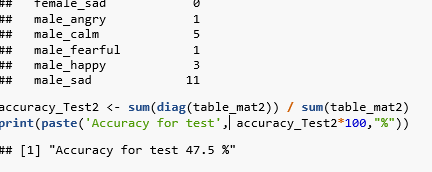 ##   female_sad          0
##   male_angry          1
##   male_calm           5
##   male_fearful        1
##   male_happy          3
##   male_sad           11
accuracy_Test2 <- sum(diag(table_mat2)) / sum(table_mat2)
print(paste('Accuracy for test', accuracy_Test2*100,"%"))
## [1] "Accuracy for test 47.5 %"